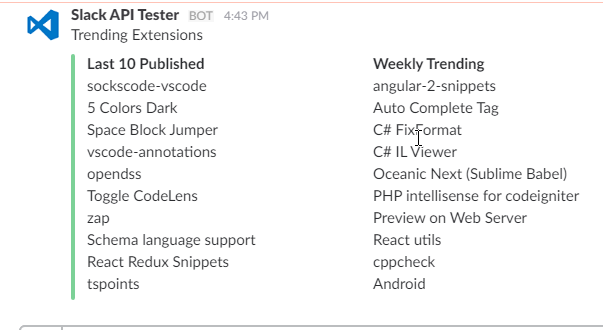 Slack API Tester BOT 4:43 PM
Trending Extensions
Last 10 Published Weekly Trending
sockscode-vscode angular-2-snippets
5 Colors Dark Auto Complete Tag
Space Block Jumper C# FixFormat
vscode-annotations C# IL Viewer
opendss Oceanic Next (Sublime Babel)
Toggle CodeLens PHP intellisense for codeigniter
zap Preview on Web Server
Schema language support React utils
React Redux Snippets cppcheck
tspoints Android